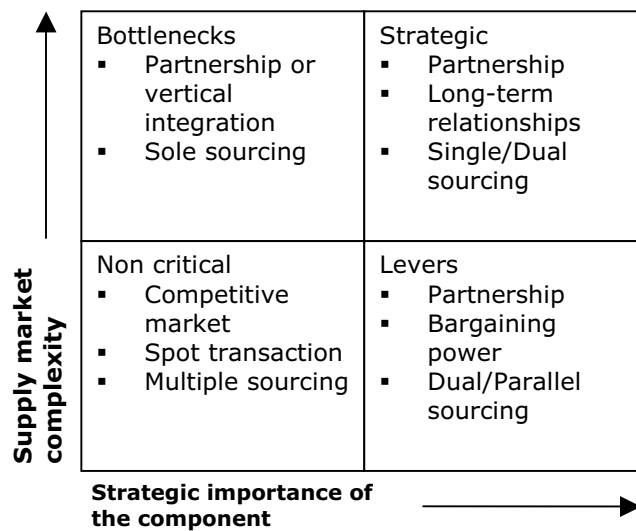 Bottlenecks
▪ Partnership or
vertical
integration
▪ Sole sourcing
Strategic
▪ Partnership
▪ Long-term
relationships
▪ Single/Dual
sourcing
Non critical
▪ Competitive
market
▪ Spot transaction
▪ Multiple sourcing
Levers
▪ Partnership
▪ Bargaining
power
▪ Dual/Parallel
sourcing
Supply market
complexity
Strategic importance of
the component